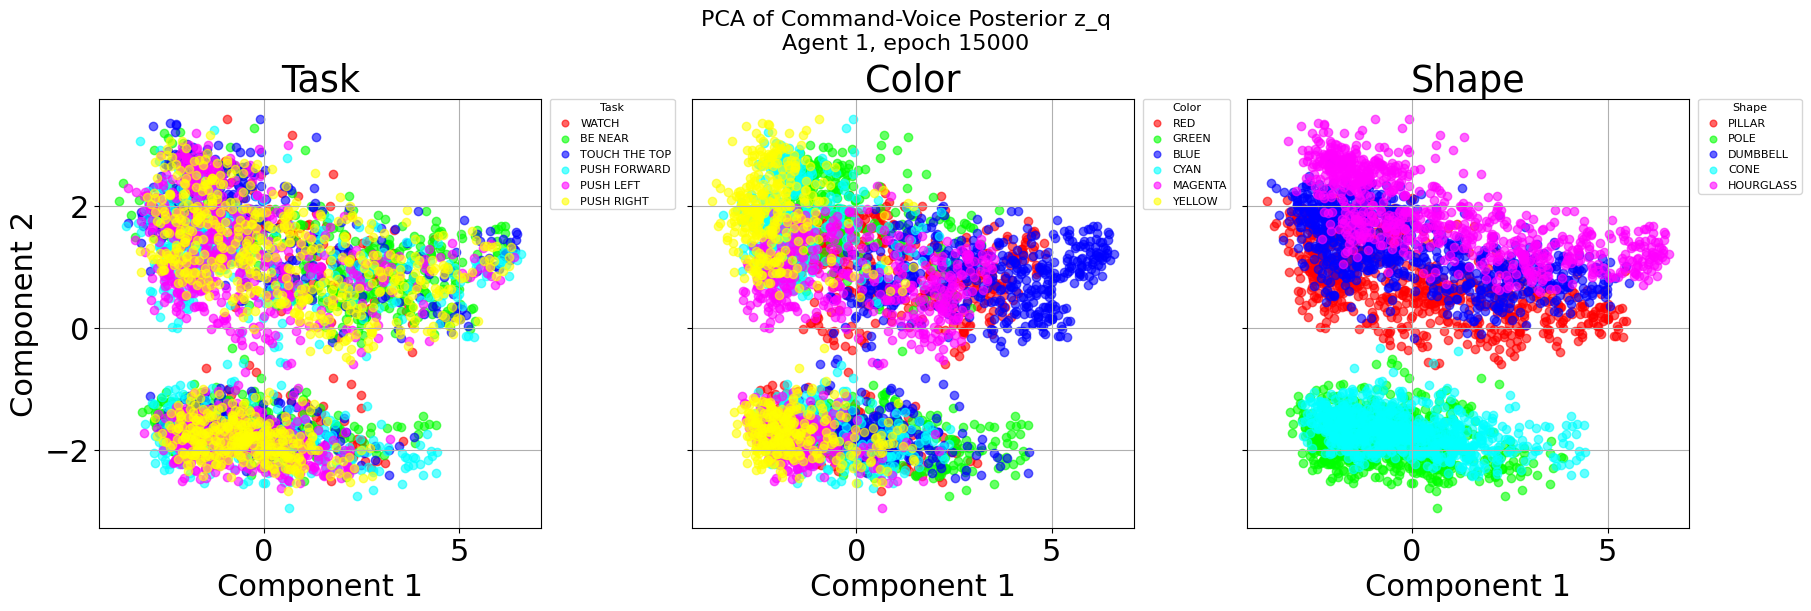 PCA of Command-Voice Posterior z_q
Agent 1, epoch 15000
Task
Component 2
2
0
−2
0
5
Component 1
Task
WATCH
BE NEAR
TOUCH THE TOP
PUSH FORWARD
PUSH LEFT
PUSH RIGHT
Color
0
5
Component 1
Color
RED
GREEN
BLUE
CYAN
MAGENTA
YELLOW
Shape
0
5
Component 1
Shape
PILLAR
POLE
DUMBBELL
CONE
HOURGLASS